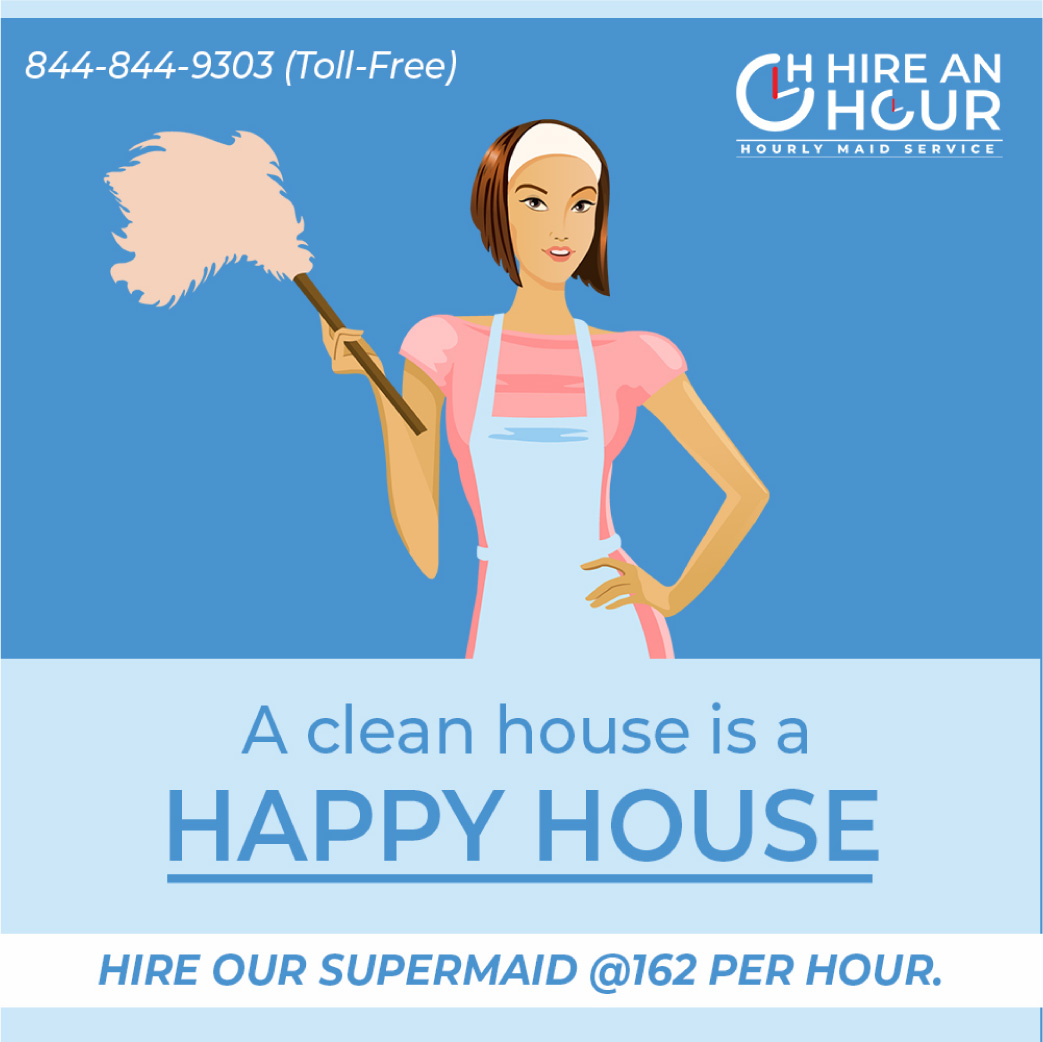 844-844-9303 (Toll-Free)
H HIRE AN
HOUR
HOURLY MAID SERVICE
A clean house is a
HAPPY HOUSE
HIRE OUR SUPERMAID @162 PER HOUR.